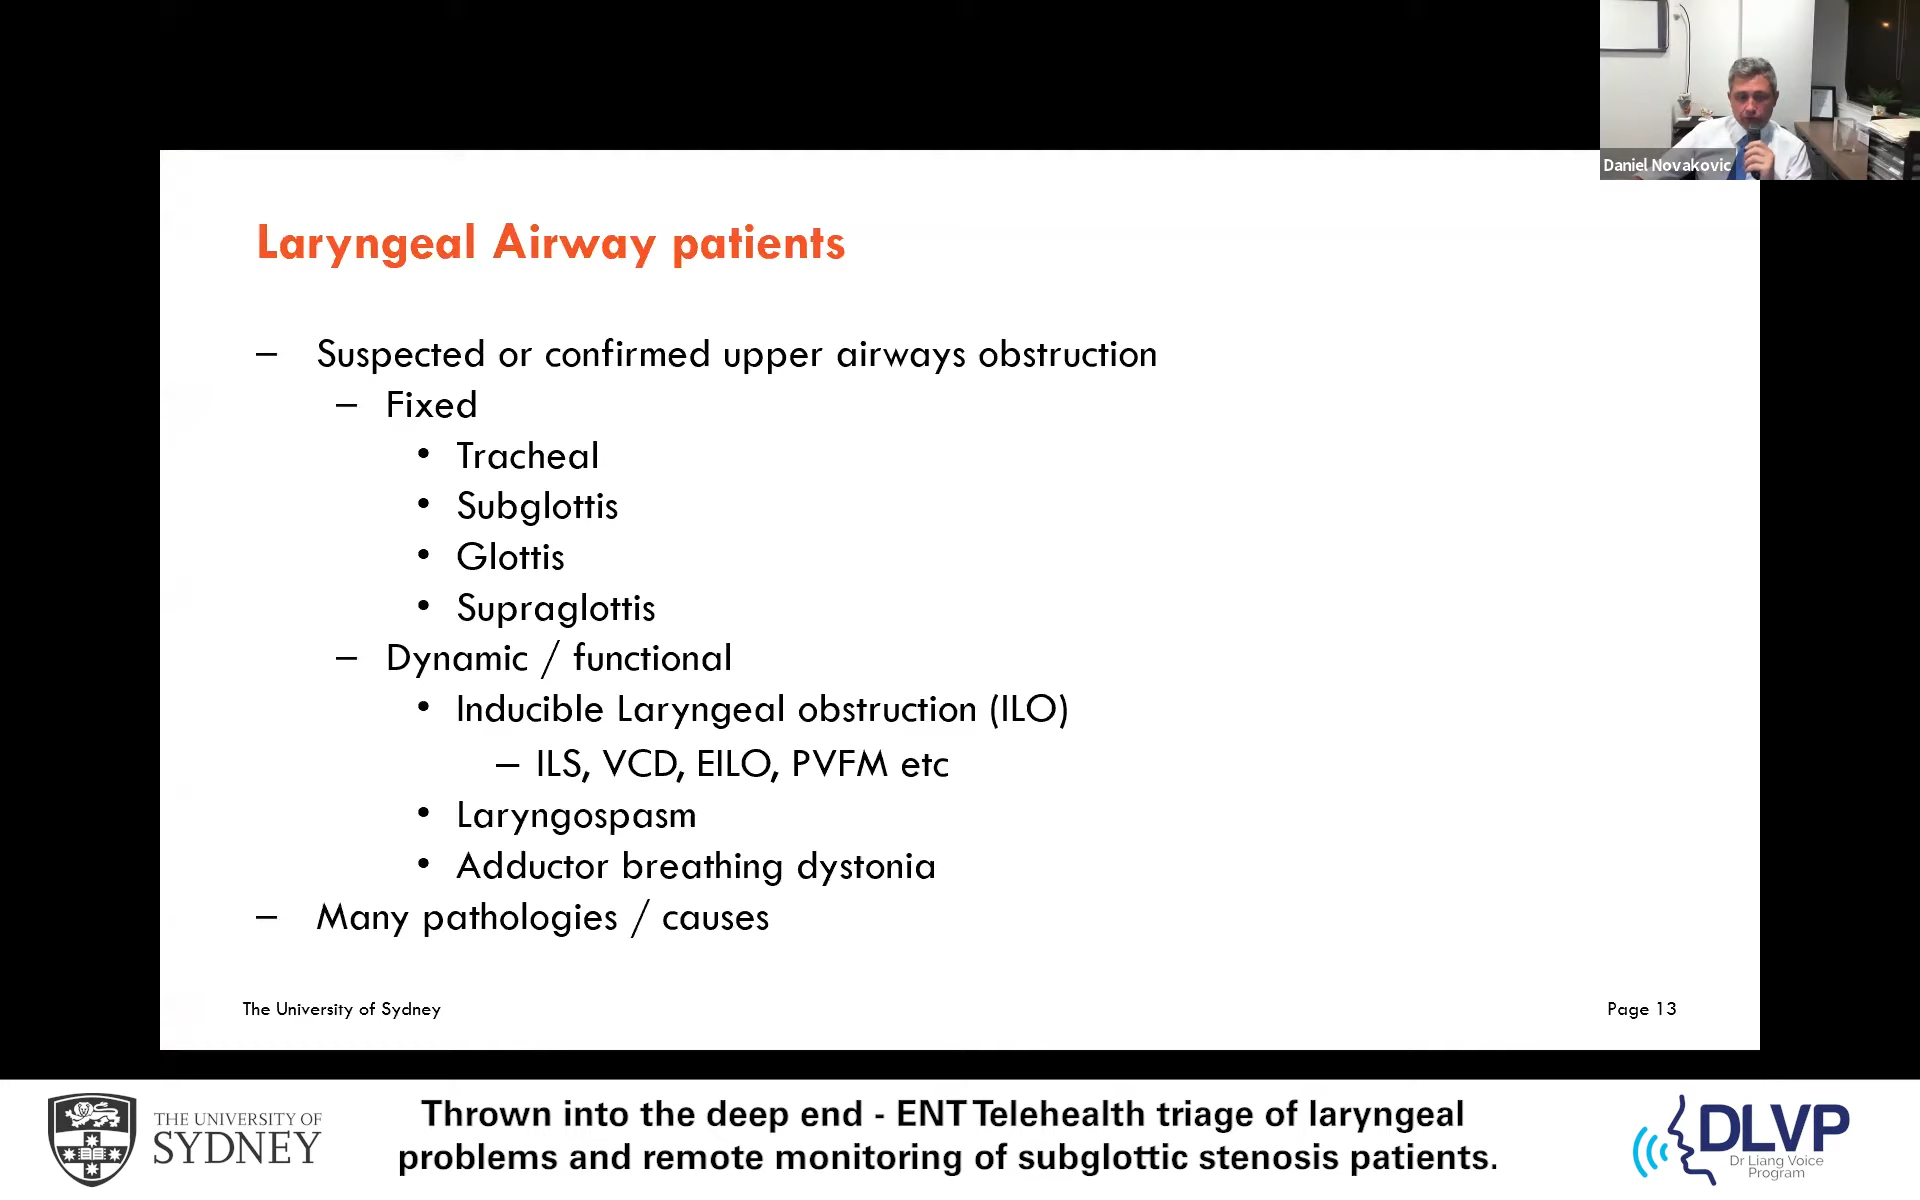 Daniel Novakovic
Laryngeal Airway patients
– Suspected or confirmed upper airways obstruction
– Fixed
• Tracheal
• Subglottis
• Glottis
• Supraglottis
– Dynamic / functional
• Inducible Laryngeal obstruction (ILO)
– ILS, VCD, EILO, PVFM etc
• Laryngospasm
• Adductor breathing dystonia
– Many pathologies / causes
The University of Sydney
Page 13
THE UNIVERSITY OF
SYDNEY
Thrown into the deep end - ENT Telehealth triage of laryngeal
problems and remote monitoring of subglottic stenosis patients.
DLVP
Dr Liang Voice
Program